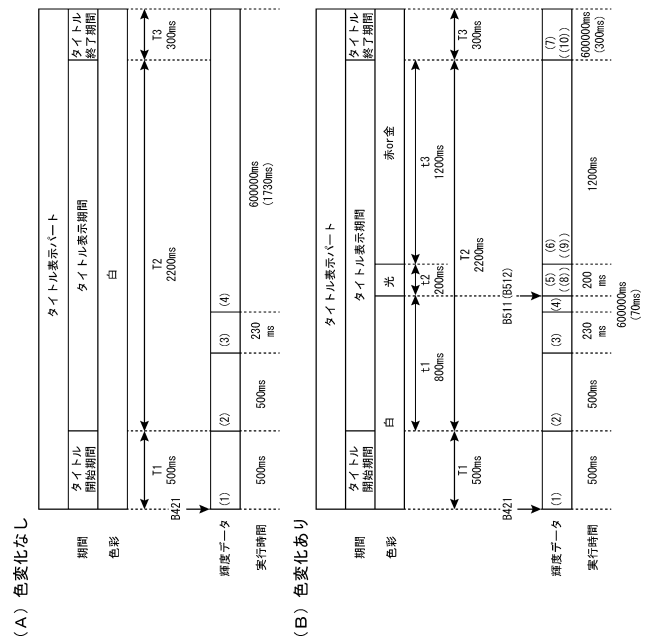 (A) 色変化なし
タイトル表示パート
期間
タイトル
開始期間
タイトル表示期間
タイトル
終了期間
色彩
白
T1
500ms
T2
2200ms
T3
300ms
B421
輝度データ
(1)
(2)
(3)
(4)
実行時間
500ms
500ms
230
ms
600000ms
(1730ms)
(B) 色変化あり
タイトル表示パート
期間
タイトル
開始期間
タイトル表示期間
タイトル
終了期間
色彩
白
光
赤or金
t1
800ms
t2
200ms
t3
1200ms
T1
500ms
T2
2200ms
T3
300ms
B421
B511(B512)
輝度データ
(1)
(2)
(3)
(4)
(5)
((8))
(6)
((9))
(7)
((10))
実行時間
500ms
500ms
230
ms
200
ms
1200ms
600000ms
(300ms)
600000ms
(70ms)